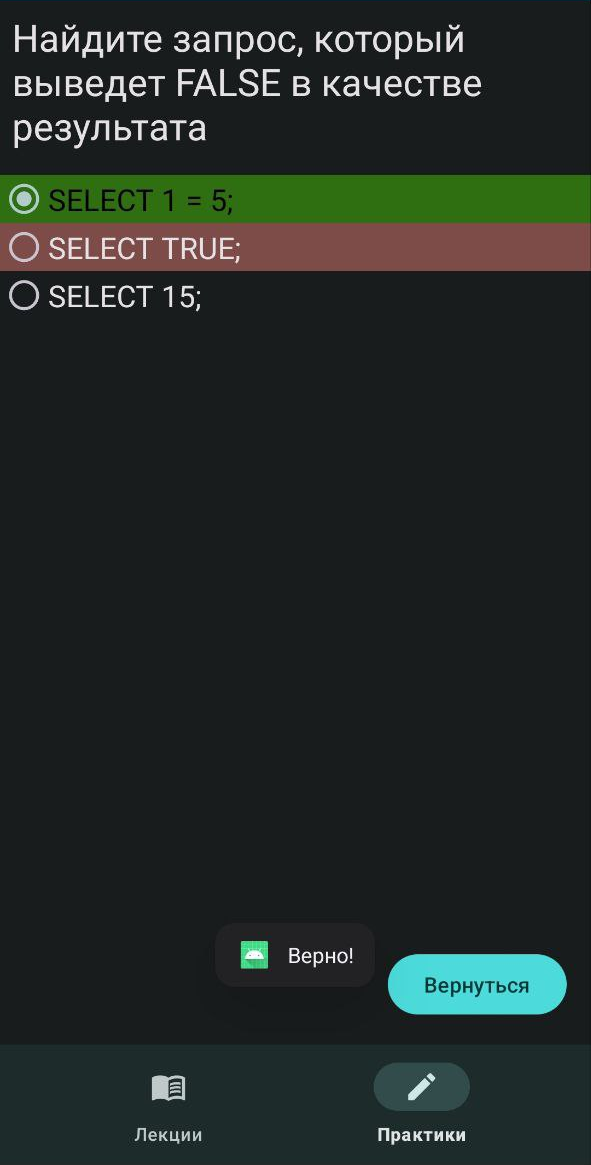 Найдите запрос, который
выведет FALSE в качестве
результата
SELECT 1 = 5;
SELECT TRUE;
SELECT 15;
Верно!
Вернуться
Лекции
Практики